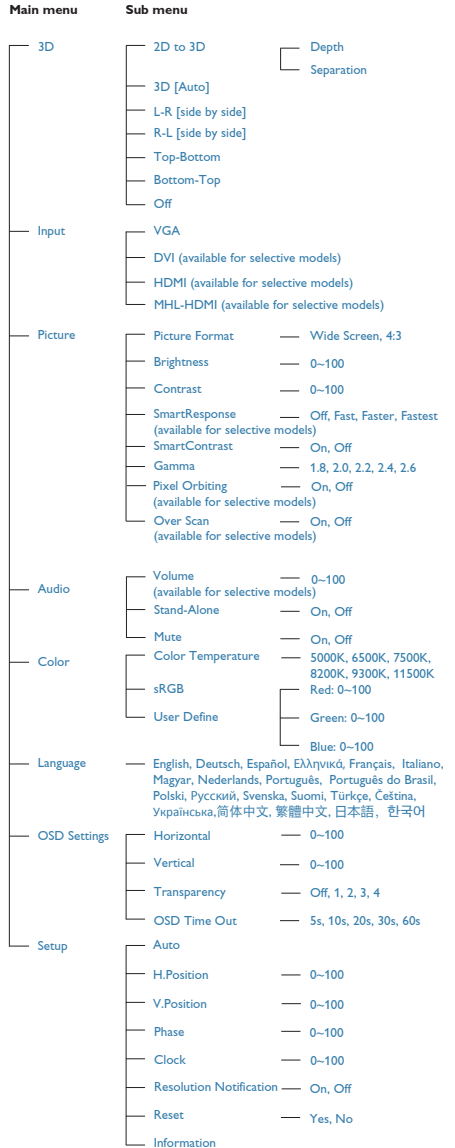 Main menu Sub menu
3D 2D to 3D Depth
Separation
3D [Auto]
L-R [side by side]
R-L [side by side]
Top-Bottom
Bottom-Top
Off
Input VGA
DVI (available for selective models)
HDMI (available for selective models)
MHL-HDMI (available for selective models)
Picture Picture Format Wide Screen, 4:3
Brightness 0~100
Contrast 0~100
SmartResponse Off, Fast, Faster, Fastest
(available for selective models)
SmartContrast On, Off
Gamma 1.8, 2.0, 2.2, 2.4, 2.6
Pixel Orbiting On, Off
(available for selective models)
Over Scan On, Off
(available for selective models)
Audio Volume 0~100
(available for selective models)
Stand-Alone On, Off
Mute On, Off
Color Color Temperature 5000K, 6500K, 7500K,
8200K, 9300K, 11500K
sRGB Red: 0~100
User Define Green: 0~100
Blue: 0~100
Language English, Deutsch, Español, Ελληνικά, Français, Italiano,
Magyar, Nederlands, Português, Português do Brasil,
Polski, Русский, Svenska, Suomi, Türkçe, Čeština,
Українська,简体中文, 繁體中文, 日本語, 한국어
OSD Settings Horizontal 0~100
Vertical 0~100
Transparency Off, 1, 2, 3, 4
OSD Time Out 5s, 10s, 20s, 30s, 60s
Setup Auto
H.Position 0~100
V.Position 0~100
Phase 0~100
Clock 0~100
Resolution Notification On, Off
Reset Yes, No
Information